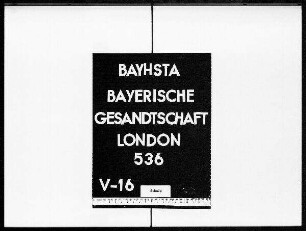 BAYHSTA
BAYERISCHE
GESANDTSCHAFT
LONDON
536
V-16